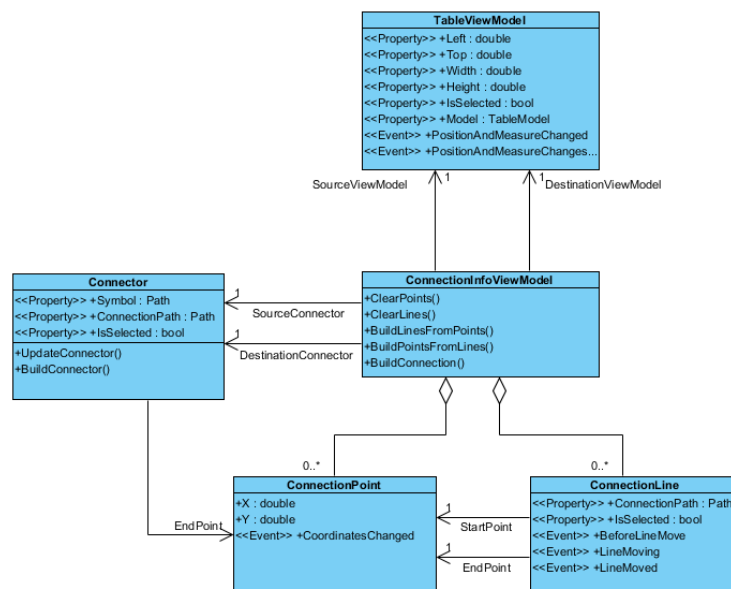 TableViewModel
<<Property>> +Left : double
<<Property>> +Top : double
<<Property>> +Width : double
<<Property>> +Height : double
<<Property>> +IsSelected : bool
<<Property>> +Model : TableModel
<<Event>> +PositionAndMeasureChanged
<<Event>> +PositionAndMeasureChanges...
SourceViewModel
1
1
DestinationViewModel
Connector
<<Property>> +Symbol : Path
<<Property>> +ConnectionPath : Path
<<Property>> +IsSelected : bool
+UpdateConnector()
+BuildConnector()
1
SourceConnector
1
DestinationConnector
ConnectionInfoViewModel
+ClearPoints()
+ClearLines()
+BuildLinesFromPoints()
+BuildPointsFromLines()
+BuildConnection()
0..*
0..*
EndPoint
ConnectionPoint
+X : double
+Y : double
<<Event>> +CoordinatesChanged
1
StartPoint
1
EndPoint
ConnectionLine
<<Property>> +ConnectionPath : Path
<<Property>> +IsSelected : bool
<<Event>> +BeforeLineMove
<<Event>> +LineMoving
<<Event>> +LineMoved